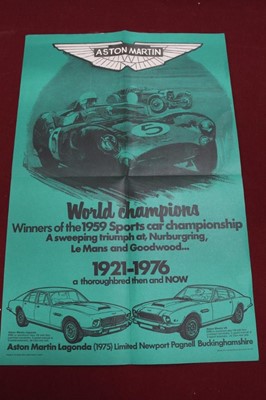 ASTON MARTIN
5
World champions
Winners of the 1959 Sports car championship
A sweeping triumph at, Nurburgring,
Le Mans and Goodwood...
1921-1976
a thoroughbred then and NOW
Aston Martin Lagonda (1975) Limited Newport Pagnell Buckinghamshire